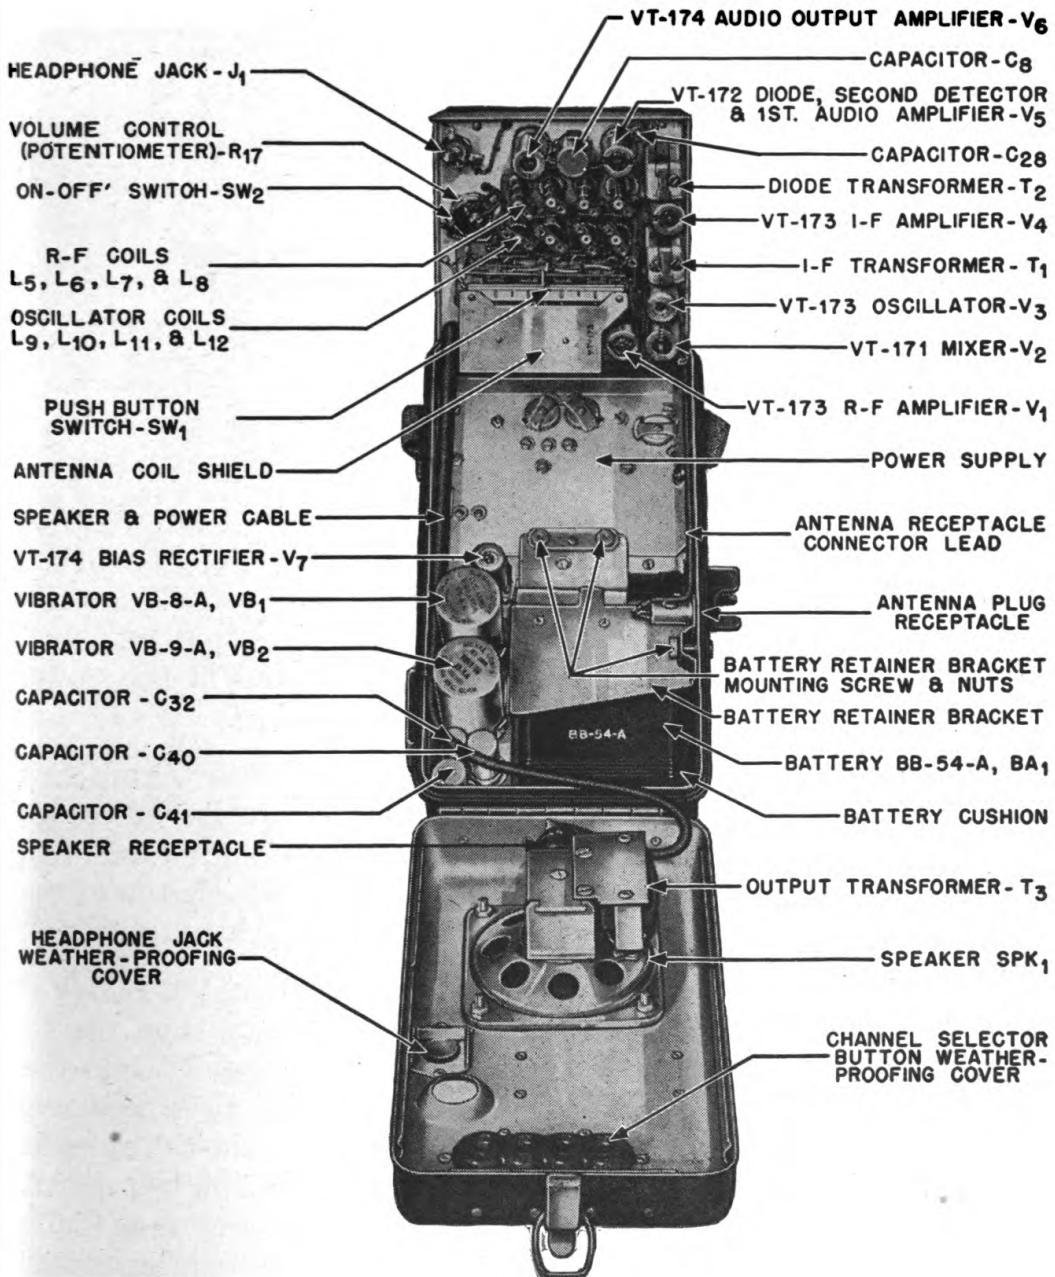 VT-174 AUDIO OUTPUT AMPLIFIER-V6
CAPACITOR-C8
VT-172 DIODE, SECOND DETECTOR
& 1ST. AUDIO AMPLIFIER-V5
CAPACITOR-C28
DIODE TRANSFORMER-T2
VT-173 I-F AMPLIFIER-V4
I-F TRANSFORMER-T1
VT-173 OSCILLATOR-V3
VT-171 MIXER-V2
VT-173 R-F AMPLIFIER-V1
POWER SUPPLY
ANTENNA RECEPTACLE
CONNECTOR LEAD
ANTENNA PLUG
RECEPTACLE
BATTERY RETAINER BRACKET
MOUNTING SCREW & NUTS
BATTERY RETAINER BRACKET
BATTERY BB-54-A, BA1
BATTERY CUSHION
OUTPUT TRANSFORMER-T3
SPEAKER SPK1
CHANNEL SELECTOR
BUTTON WEATHER-
PROOFING COVER
HEADPHONE JACK-J1
VOLUME CONTROL
(POTENTIOMETER)-R17
ON-OFF' SWITCH-SW2
R-F COILS
L5, L6, L7, & L8
OSCILLATOR COILS
L9, L10, L11, & L12
PUSH BUTTON
SWITCH-SW1
ANTENNA COIL SHIELD
SPEAKER & POWER CABLE
VT-174 BIAS RECTIFIER-V7
VIBRATOR VB-8-A, VB1
VIBRATOR VB-9-A, VB2
CAPACITOR-C32
CAPACITOR-C40
CAPACITOR-C41
SPEAKER RECEPTACLE
HEADPHONE JACK
WEATHER-PROOFING
COVER
VT-173
BB-54-A